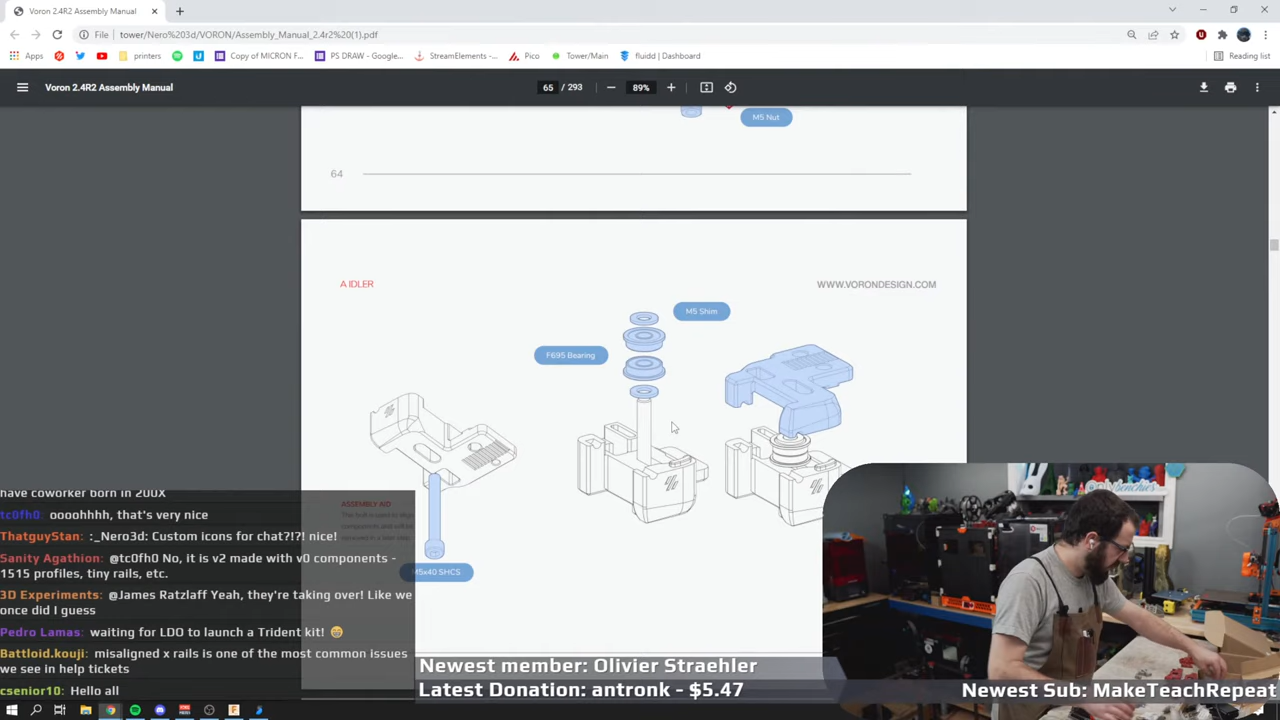 Voron 2.4R2 Assembly Manual
File
tower/Nero%203d/VORON/Assembly_Manual_2.4r2%20(1).pdf
Apps
printers
Copy of MICRON F...
PS DRAW - Google...
StreamElements -...
Pico
Tower/Main
fluidd | Dashboard
Reading list
Voron 2.4R2 Assembly Manual
65 / 293
89%
M5 Nut
64
A IDLER
WWW.VORONDESIGN.COM
M5 Shim
F695 Bearing
ASSEMBLY AID
M5x40 SHCS
have coworker born in 200X
tc0fh0: oooohhhh, that's very nice
ThatguyStan: :_Nero3d: Custom icons for chat?!?! nice!
Sanity Agathion: @tc0fh0 No, it is v2 made with v0 components -
1515 profiles, tiny rails, etc.
3D Experiments: @James Ratzlaff Yeah, they're taking over! Like we
once did I guess
Pedro Lamas: waiting for LDO to launch a Trident kit! 😁
Battloid.kouji: misaligned x rails is one of the most common issues
we see in help tickets
csenior10: Hello all
Newest member: Olivier Straehler
Latest Donation: antronk - $5.47
Newest Sub: MakeTeachRepeat